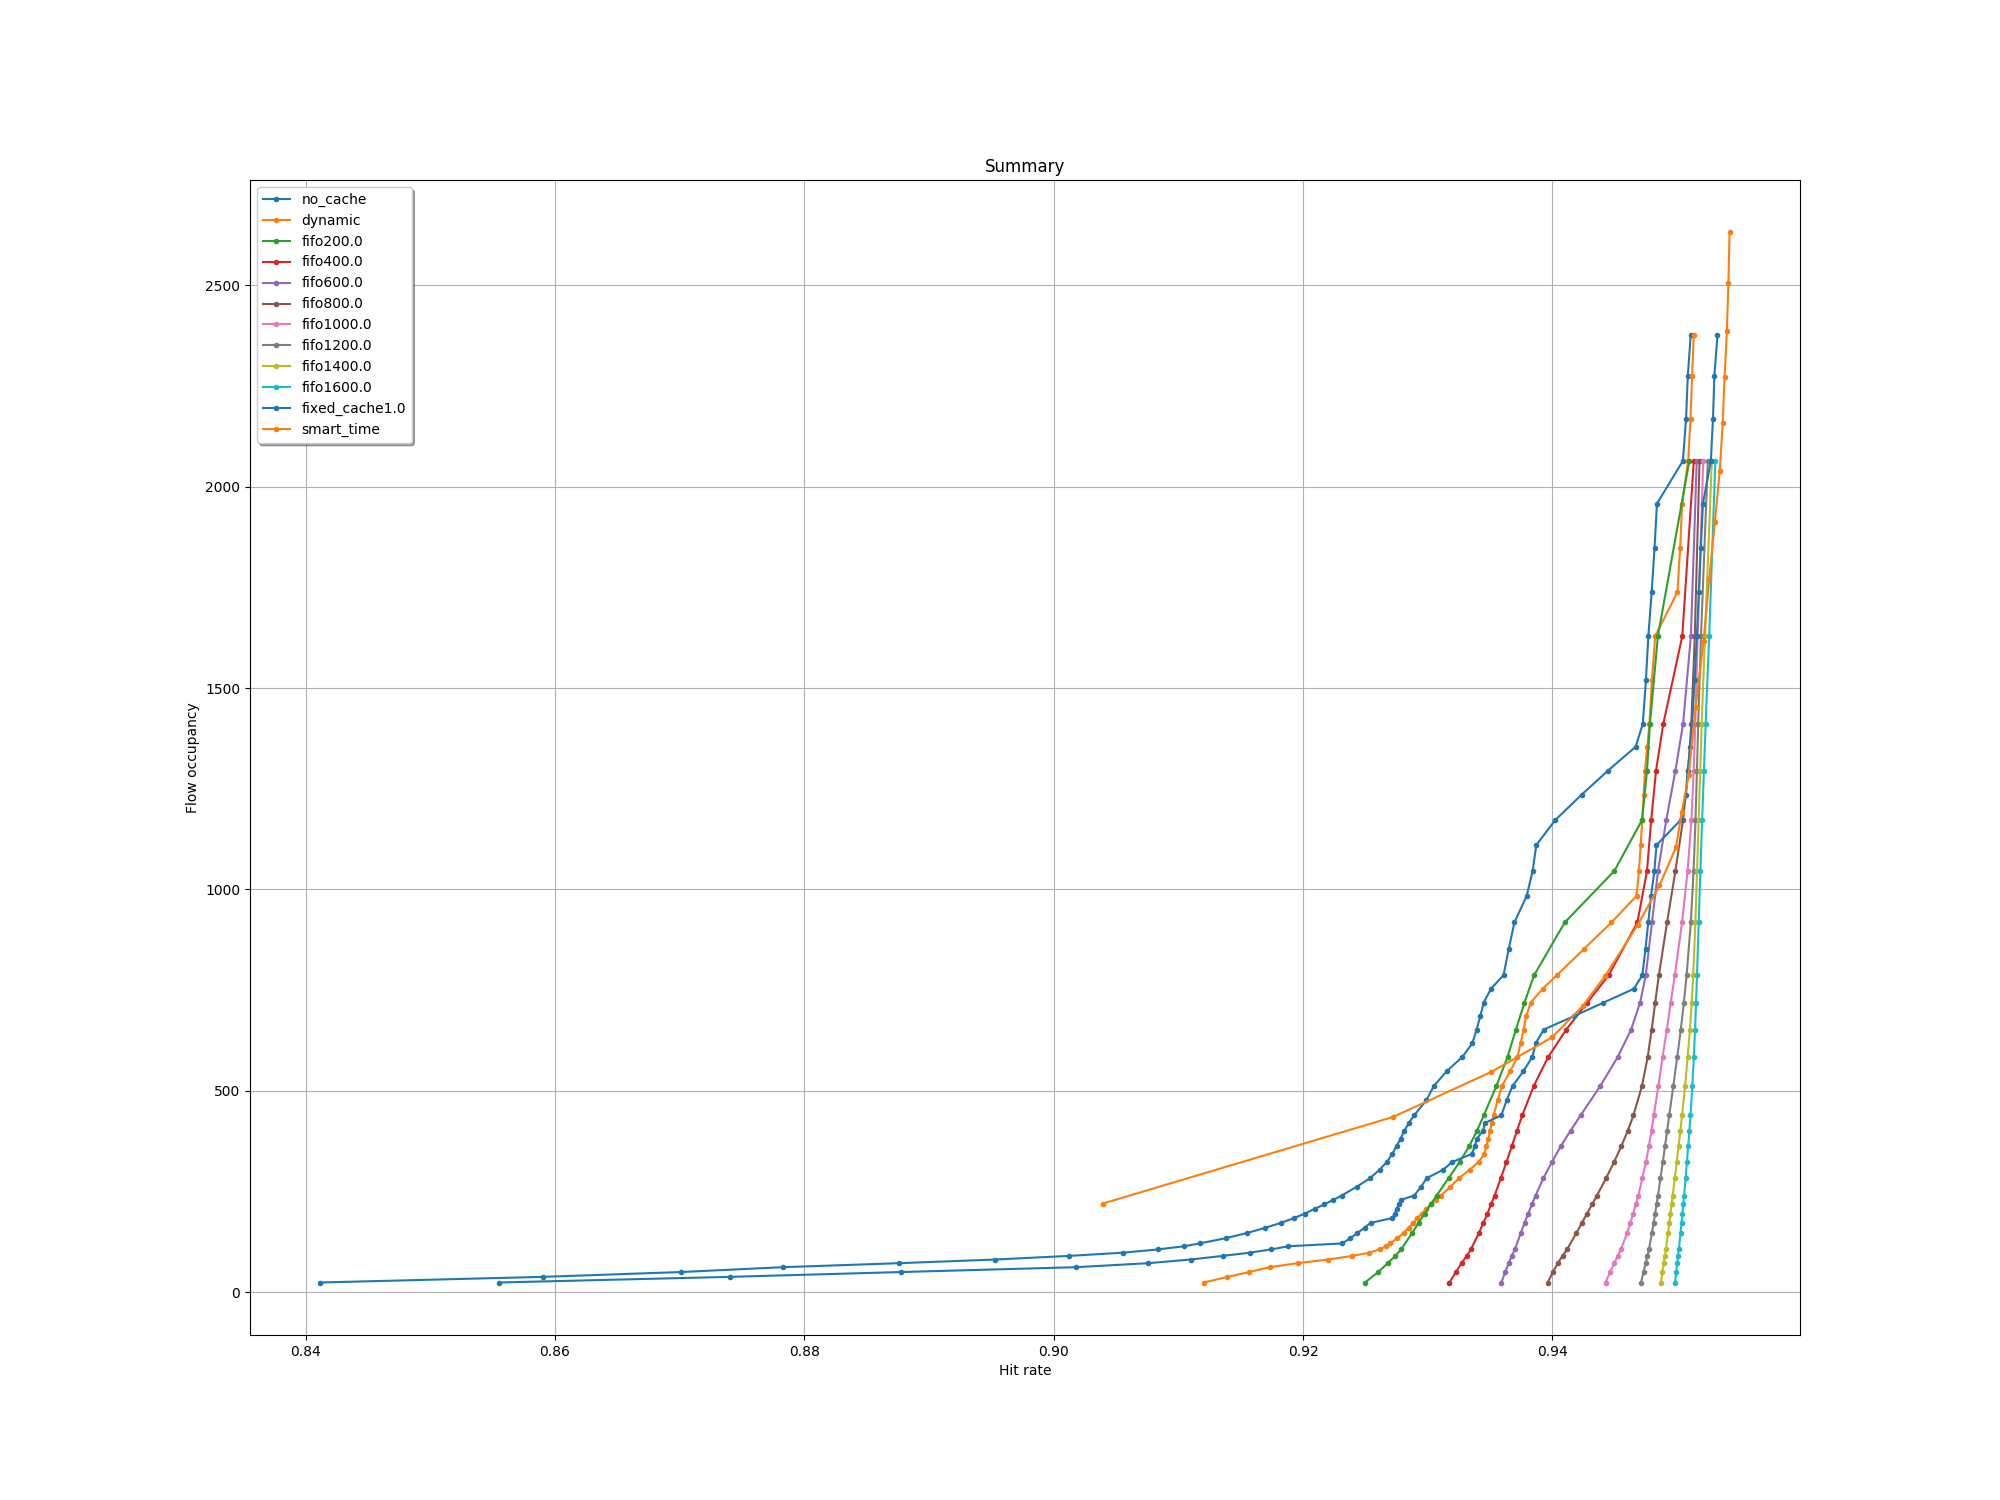 Summary
no_cache
dynamic
fifo200.0
fifo400.0
fifo600.0
fifo800.0
fifo1000.0
fifo1200.0
fifo1400.0
fifo1600.0
fixed_cache1.0
smart_time
Flow occupancy
2500
2000
1500
1000
500
0
0.84 0.86 0.88 0.90 0.92 0.94
Hit rate